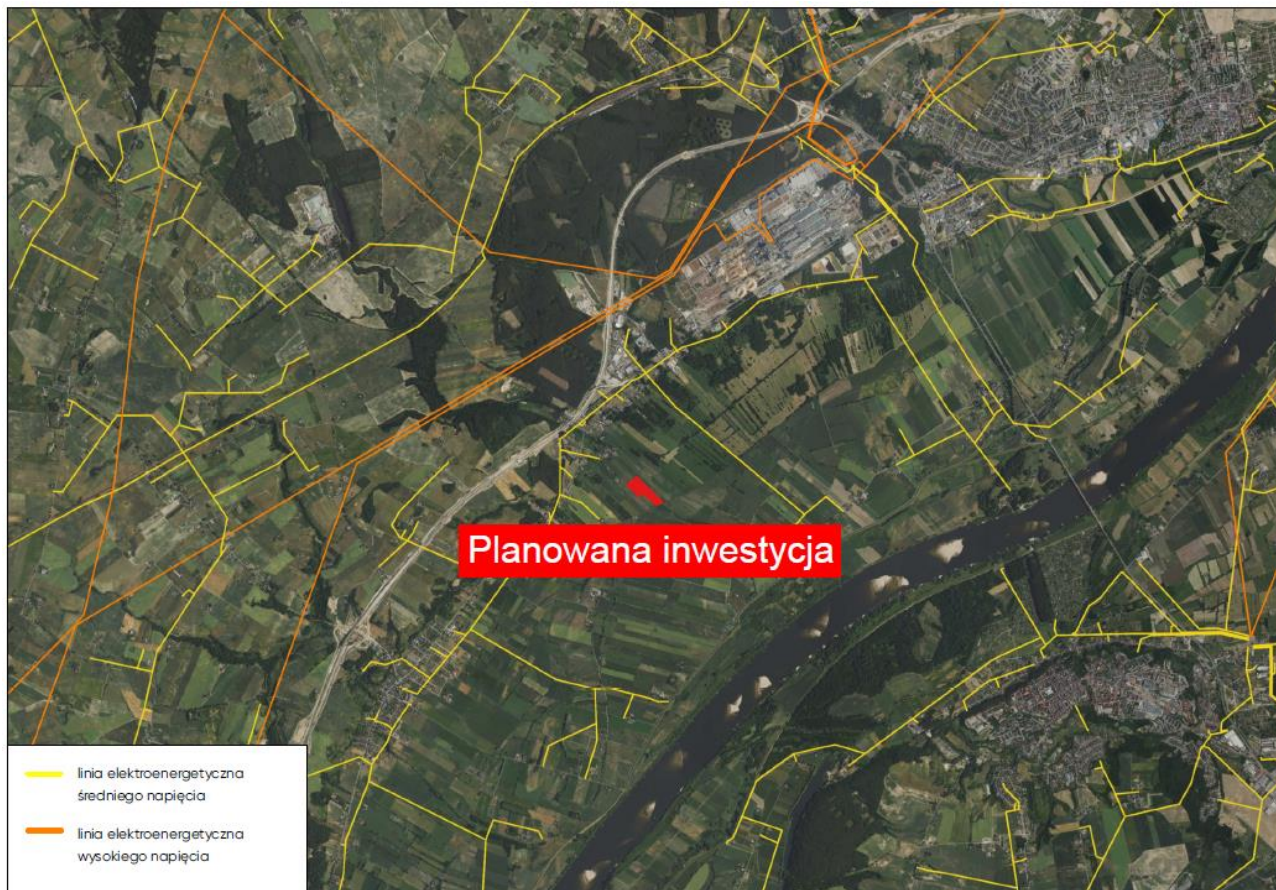 Planowana inwestycja
linia elektroenergetyczna
średniego napięcia
linia elektroenergetyczna
wysokiego napięcia